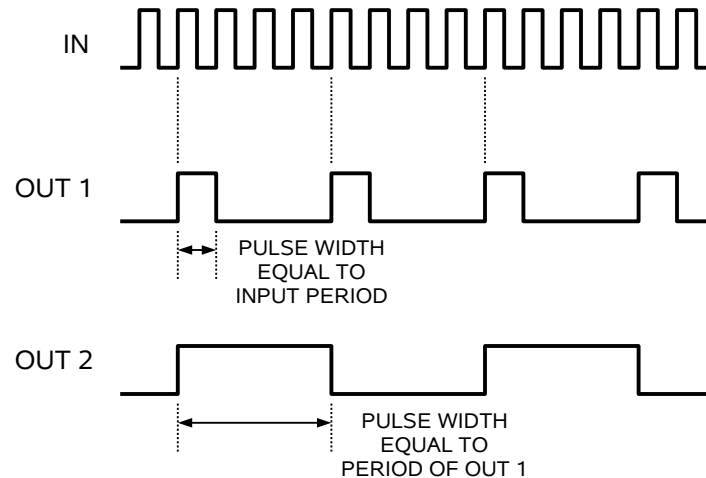 IN
OUT 1
PULSE WIDTH
EQUAL TO
INPUT PERIOD
OUT 2
PULSE WIDTH
EQUAL TO
PERIOD OF OUT 1